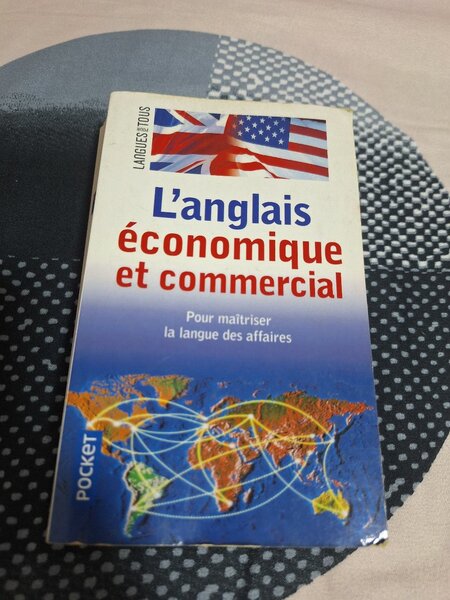 LANGUES POUR TOUS
L'anglais
économique
et commercial
Pour maîtriser
la langue des affaires
POCKET